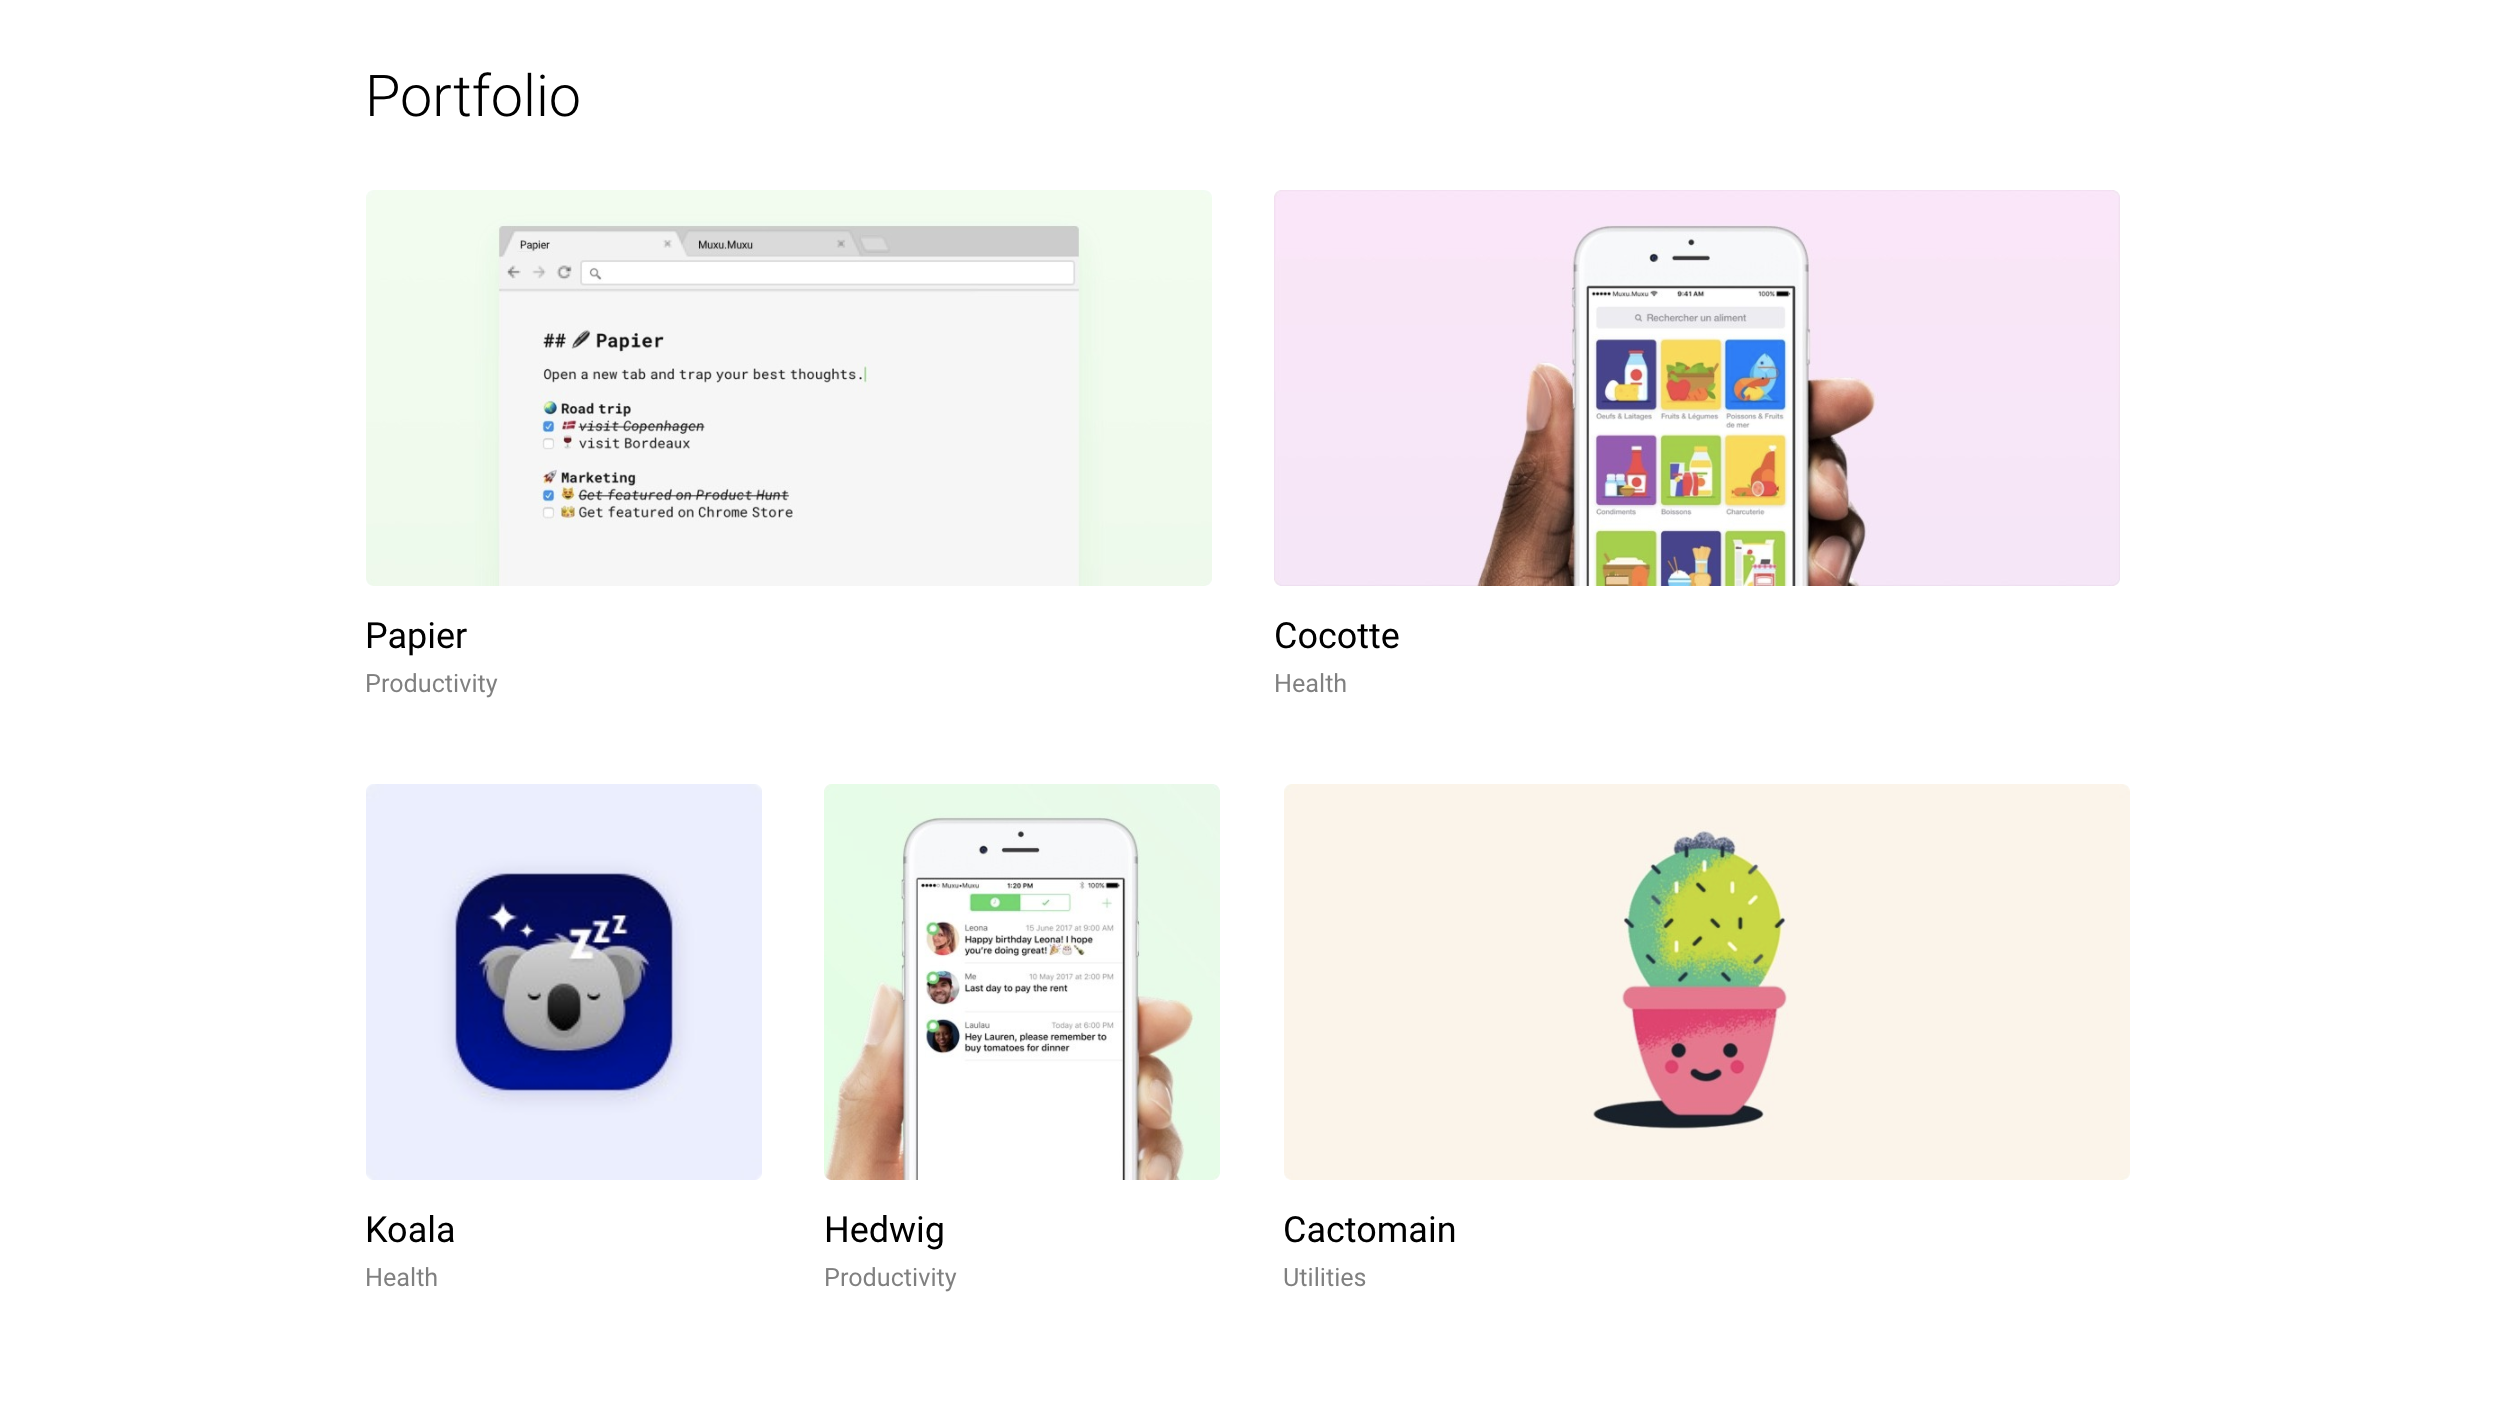 Portfolio
Papier
Muxu.Muxu
## Papier
Open a new tab and trap your best thoughts.
Road trip
visit Copenhagen
visit Bordeaux
Marketing
Get featured on Product Hunt
Get featured on Chrome Store
Muxu.Muxu 9:41 AM 100%
Rechercher un aliment
Oeufs & Laitages Fruits & Légumes Poissons & Fruits
de mer
Condiments Boissons Charcuterie
Papier
Productivity
Cocotte
Health
zzz
Muxu•Muxu 1:20 PM 100%
Leona 15 June 2017 at 9:00 AM
Happy birthday Leona! I hope
you're doing great!
Me 10 May 2017 at 2:00 PM
Last day to pay the rent
Laulau Today at 6:00 PM
Hey Lauren, please remember to
buy tomatoes for dinner
Koala
Health
Hedwig
Productivity
Cactomain
Utilities